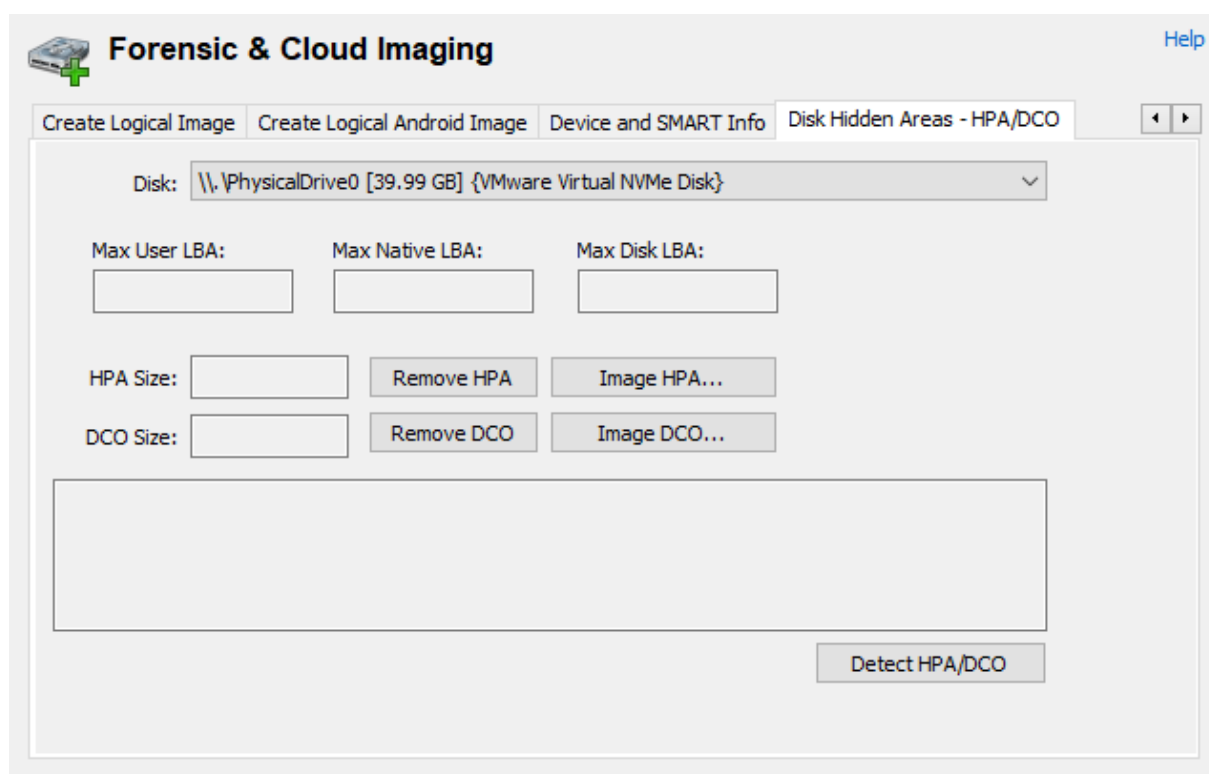 Forensic & Cloud Imaging
Help
Create Logical Image
Create Logical Android Image
Device and SMART Info
Disk Hidden Areas - HPA/DCO
Disk: \\.\PhysicalDrive0 [39.99 GB] {VMware Virtual NVMe Disk}
Max User LBA:
Max Native LBA:
Max Disk LBA:
HPA Size:
Remove HPA
Image HPA...
DCO Size:
Remove DCO
Image DCO...
Detect HPA/DCO